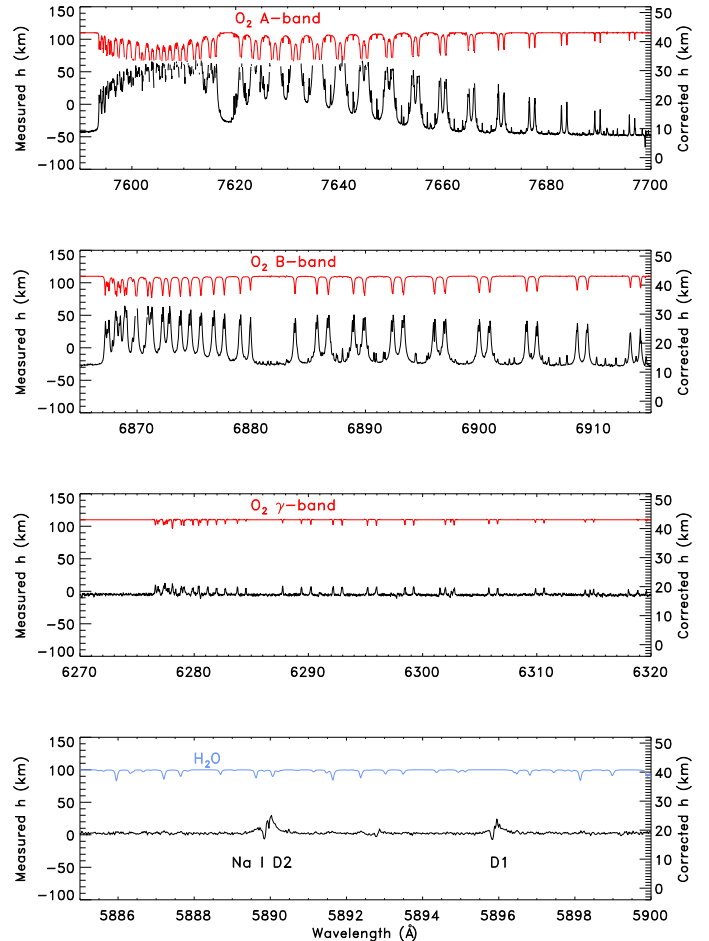 O₂ A-band
Measured h (km)
150
100
50
0
−50
−100
Corrected h (km)
50
40
30
20
10
0
7600 7620 7640 7660 7680 7700
O₂ B-band
Measured h (km)
150
100
50
0
−50
−100
Corrected h (km)
50
40
30
20
10
0
6870 6880 6890 6900 6910
O₂ γ-band
Measured h (km)
150
100
50
0
−50
−100
Corrected h (km)
50
40
30
20
10
0
6270 6280 6290 6300 6310 6320
H₂O
Measured h (km)
150
100
50
0
−50
−100
Corrected h (km)
50
40
30
20
10
0
Na I D2 D1
5886 5888 5890 5892 5894 5896 5898 5900
Wavelength (Å)